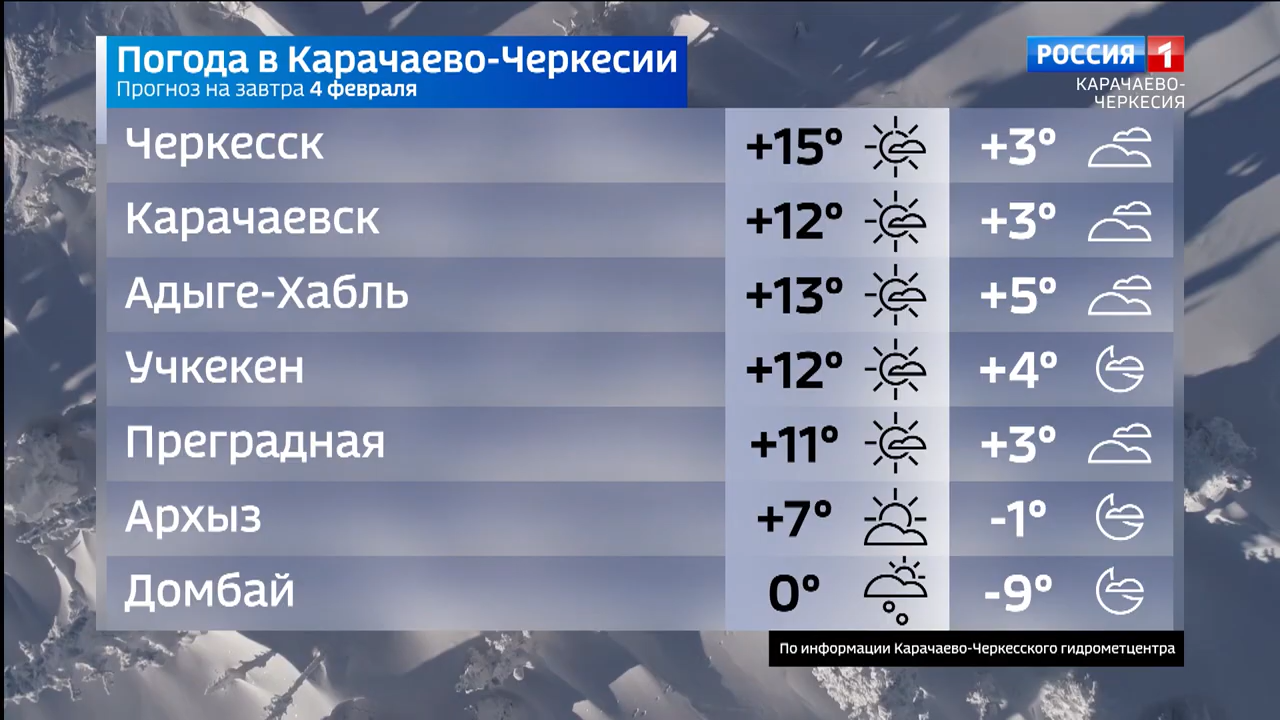 Погода в Карачаево-Черкесии
Прогноз на завтра 4 февраля
РОССИЯ 1
КАРАЧАЕВО-
ЧЕРКЕСИЯ
Черкесск +15° +3°
Карачаевск +12° +3°
Адыге-Хабль +13° +5°
Учкекен +12° +4°
Преградная +11° +3°
Архыз +7° -1°
Домбай 0° -9°
По информации Карачаево-Черкесского гидрометцентра